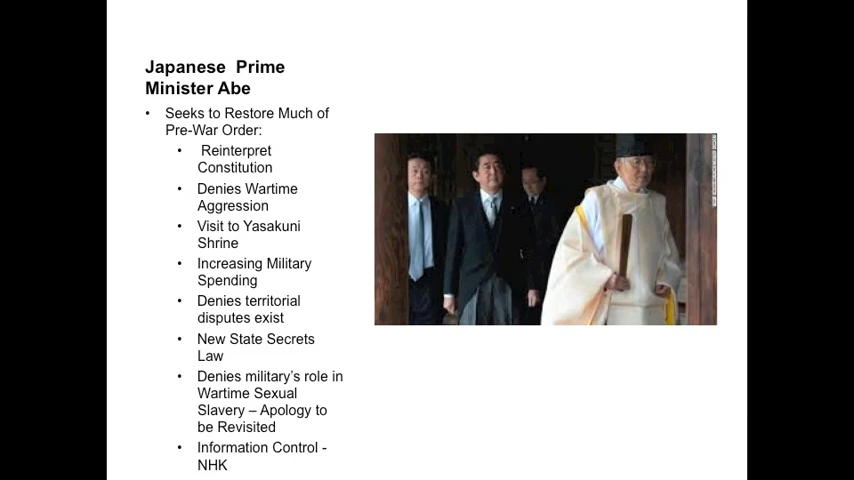 Japanese Prime
Minister Abe
• Seeks to Restore Much of
Pre-War Order:
• Reinterpret
Constitution
• Denies Wartime
Aggression
• Visit to Yasakuni
Shrine
• Increasing Military
Spending
• Denies territorial
disputes exist
• New State Secrets
Law
• Denies military’s role in
Wartime Sexual
Slavery – Apology to
be Revisited
• Information Control -
NHK